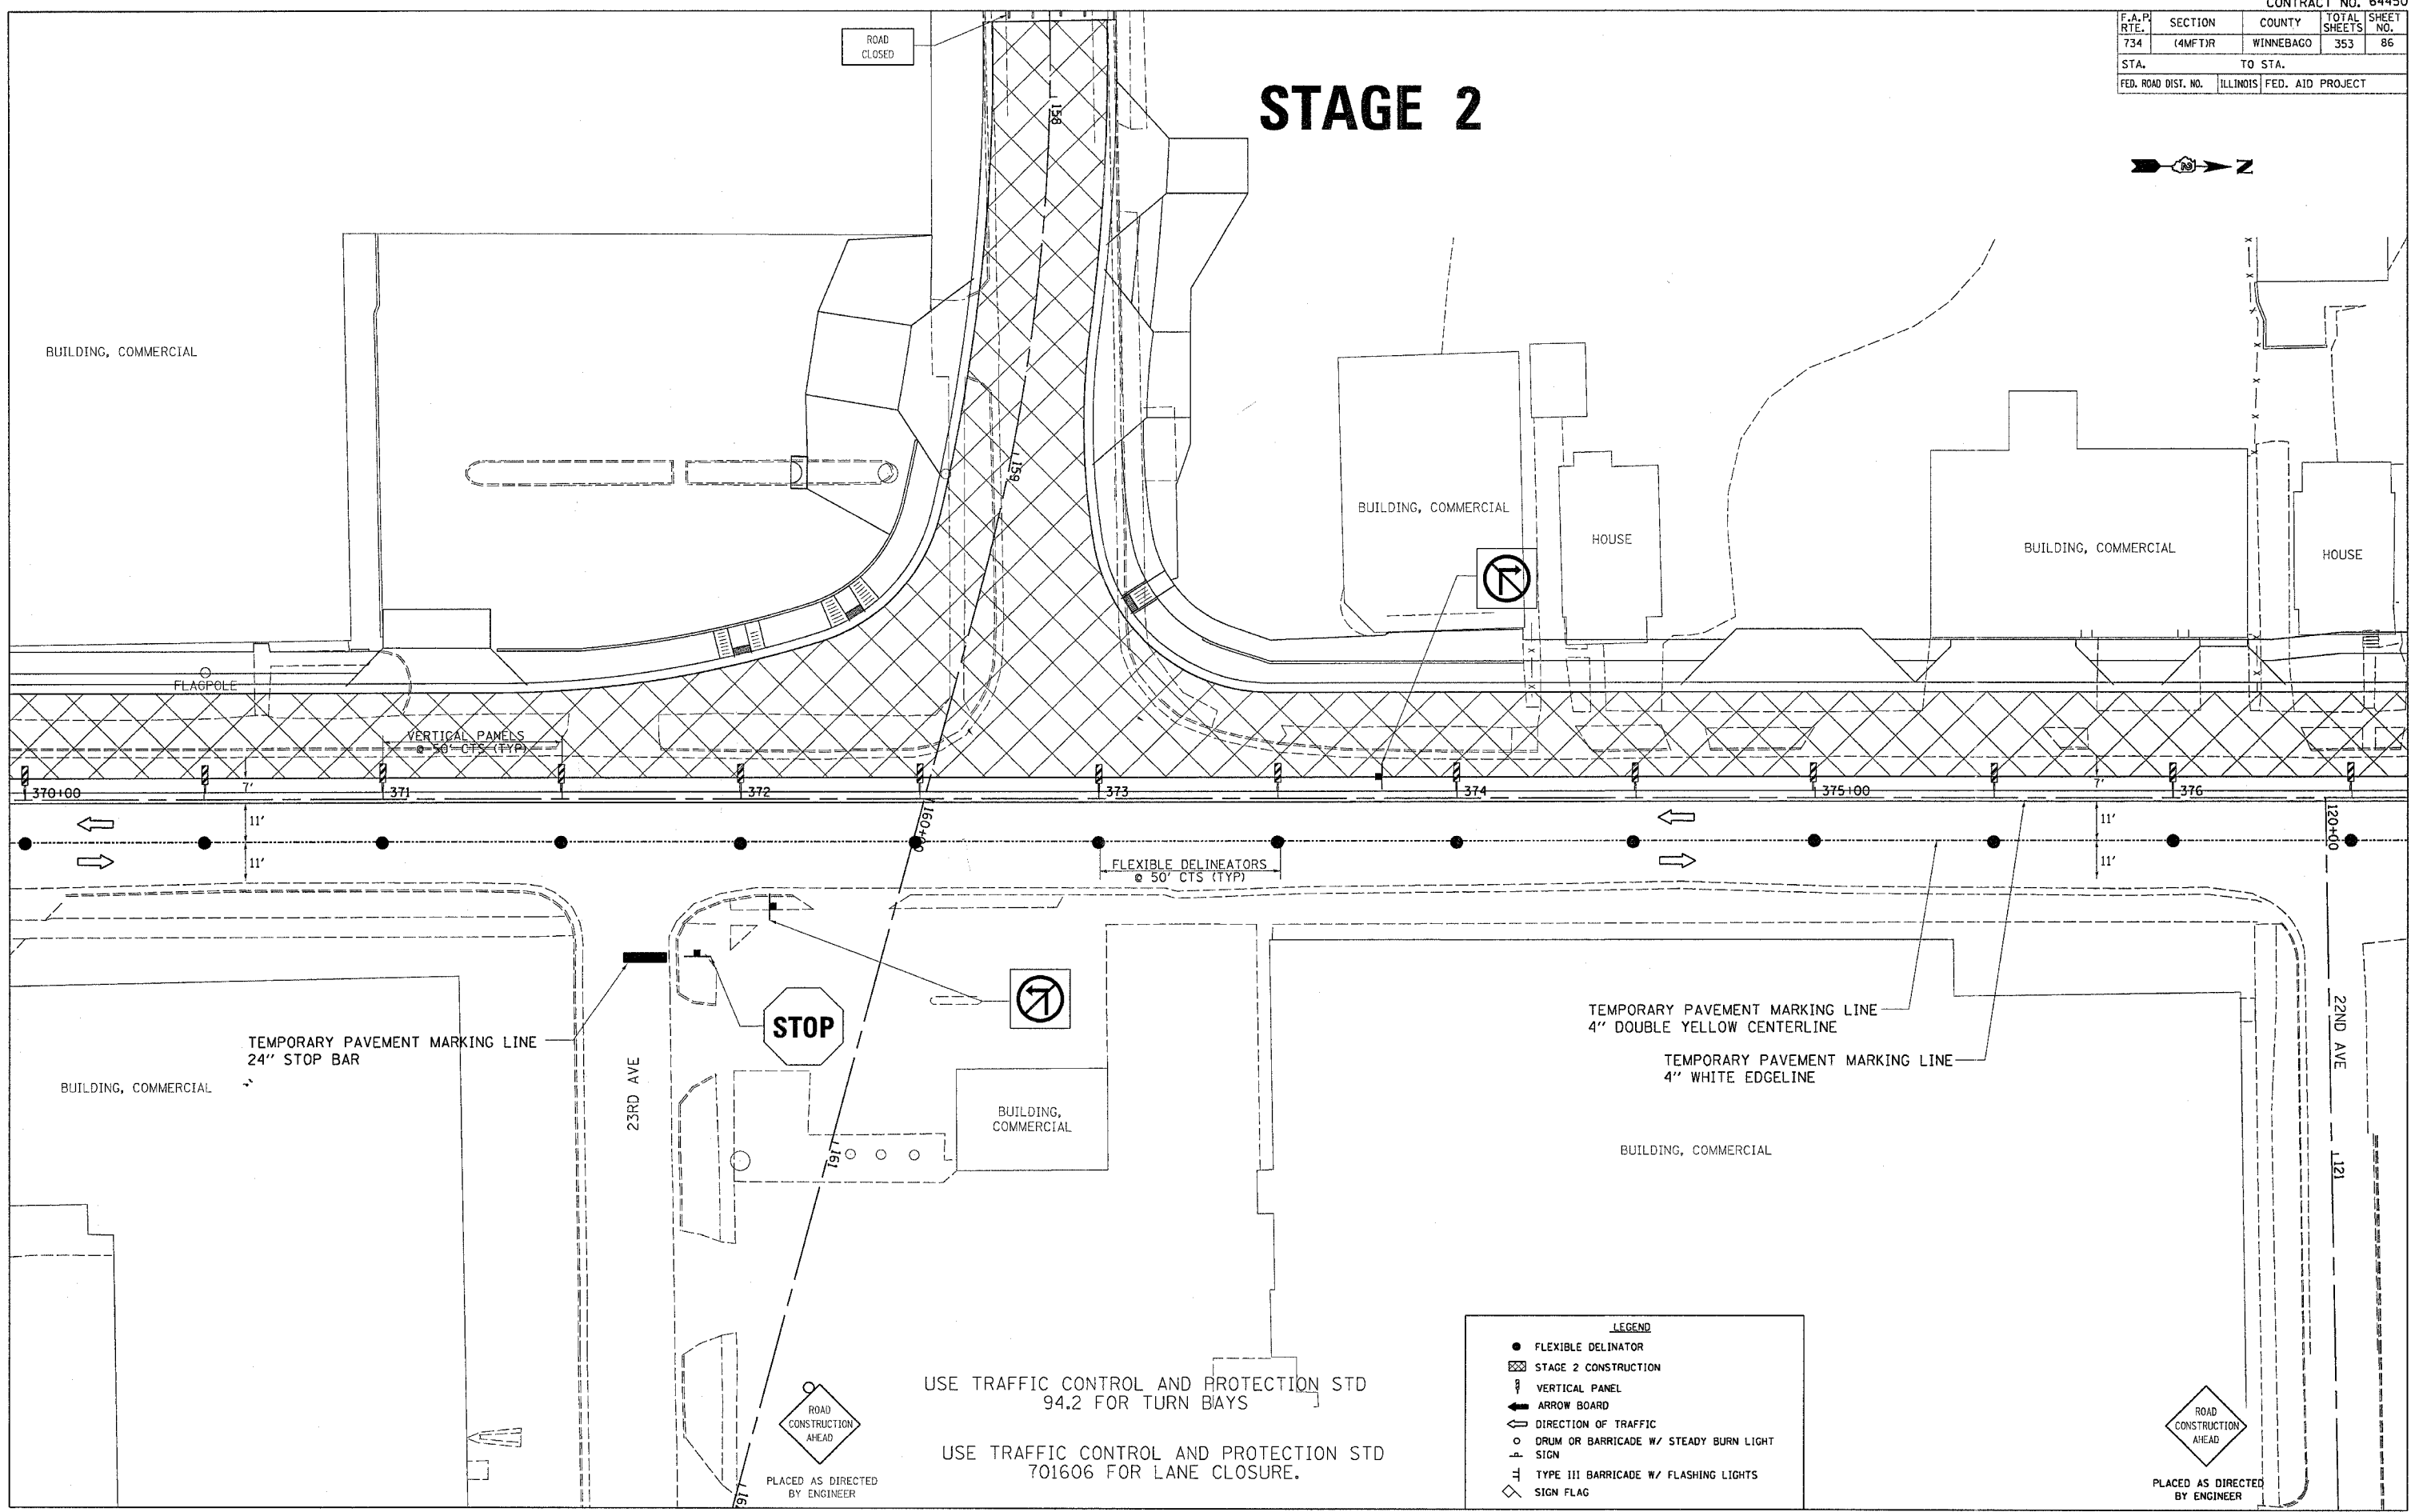 CONTRACT NO. 64450
F.A.P. RTE. SECTION COUNTY TOTAL SHEETS SHEET NO.
734 (4MFT)R WINNEBAGO 353 86
STA. TO STA.
FED. ROAD DIST. NO. ILLINOIS FED. AID PROJECT
STAGE 2
N
ROAD
CLOSED
158
159
BUILDING, COMMERCIAL
BUILDING, COMMERCIAL
HOUSE
BUILDING, COMMERCIAL
HOUSE
FLAGPOLE
VERTICAL PANELS
@ 50' CTS (TYP)
7'
7'
370+00
371
372
373
374
375+00
376
160+00
120+00
11'
11'
11'
11'
FLEXIBLE DELINEATORS
@ 50' CTS (TYP)
STOP
TEMPORARY PAVEMENT MARKING LINE
24" STOP BAR
TEMPORARY PAVEMENT MARKING LINE
4" DOUBLE YELLOW CENTERLINE
TEMPORARY PAVEMENT MARKING LINE
4" WHITE EDGELINE
23RD AVE
22ND AVE
BUILDING, COMMERCIAL
BUILDING,
COMMERCIAL
BUILDING, COMMERCIAL
161
121
ROAD
CONSTRUCTION
AHEAD
PLACED AS DIRECTED
BY ENGINEER
USE TRAFFIC CONTROL AND PROTECTION STD
94.2 FOR TURN BAYS
USE TRAFFIC CONTROL AND PROTECTION STD
701606 FOR LANE CLOSURE.
LEGEND
FLEXIBLE DELINATOR
STAGE 2 CONSTRUCTION
VERTICAL PANEL
ARROW BOARD
DIRECTION OF TRAFFIC
DRUM OR BARRICADE W/ STEADY BURN LIGHT
SIGN
TYPE III BARRICADE W/ FLASHING LIGHTS
SIGN FLAG
ROAD
CONSTRUCTION
AHEAD
PLACED AS DIRECTED
BY ENGINEER